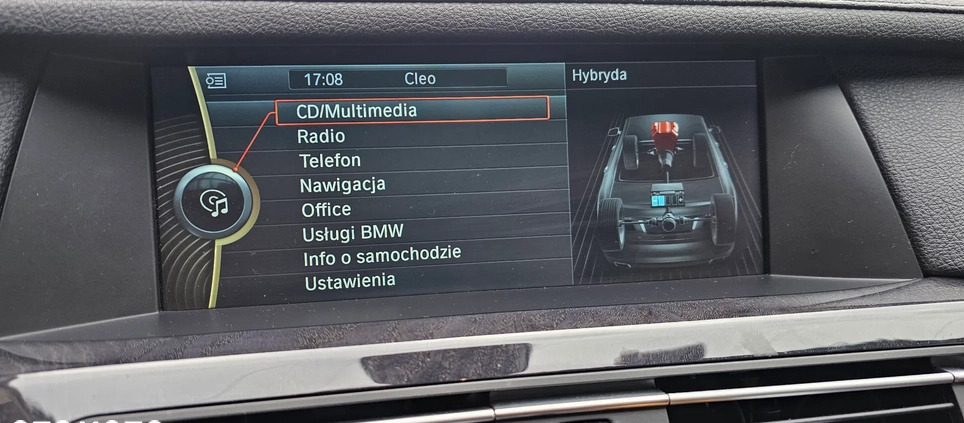 17:08 Cleo
CD/Multimedia
Radio
Telefon
Nawigacja
Office
Usługi BMW
Info o samochodzie
Ustawienia
Hybryda